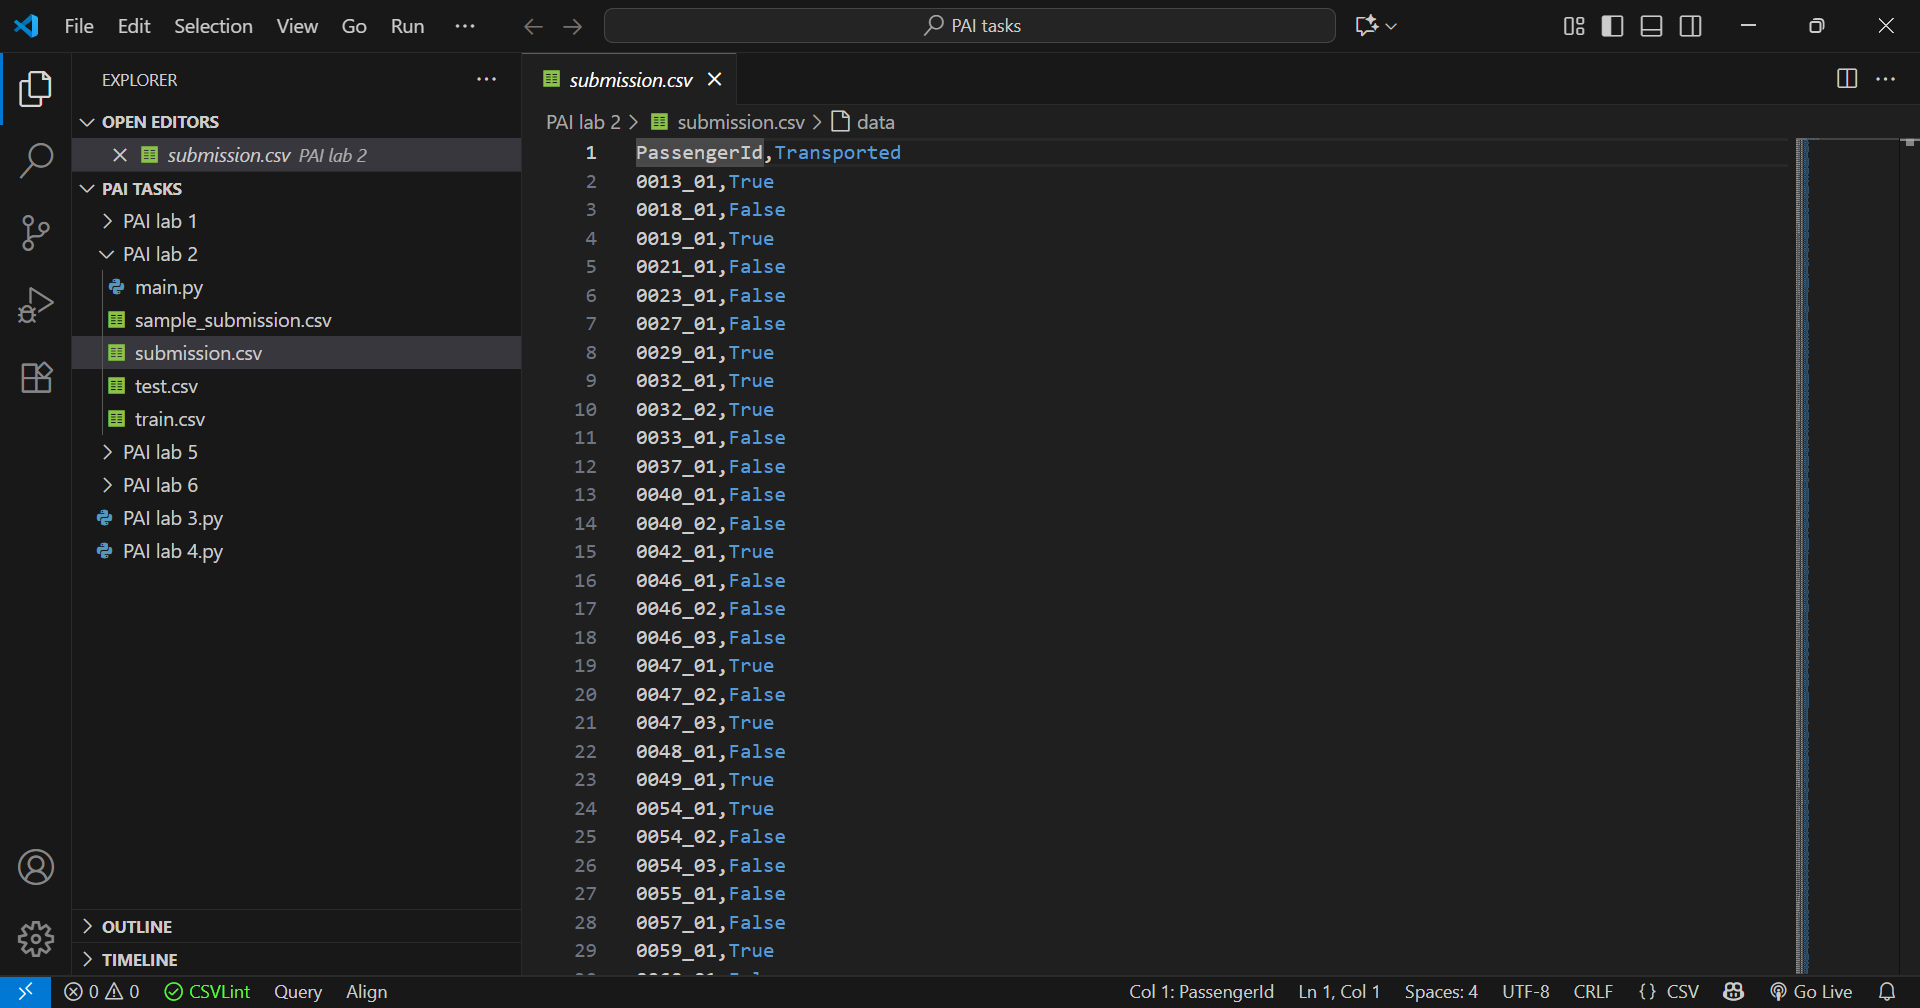 File Edit Selection View Go Run ··· PAI tasks
EXPLORER ···
OPEN EDITORS
submission.csv PAI lab 2
PAI TASKS
PAI lab 1
PAI lab 2
main.py
sample_submission.csv
submission.csv
test.csv
train.csv
PAI lab 5
PAI lab 6
PAI lab 3.py
PAI lab 4.py
OUTLINE
TIMELINE
submission.csv
PAI lab 2 > submission.csv > data
1 PassengerId,Transported
2 0013_01,True
3 0018_01,False
4 0019_01,True
5 0021_01,False
6 0023_01,False
7 0027_01,False
8 0029_01,True
9 0032_01,True
10 0032_02,True
11 0033_01,False
12 0037_01,False
13 0040_01,False
14 0040_02,False
15 0042_01,True
16 0046_01,False
17 0046_02,False
18 0046_03,False
19 0047_01,True
20 0047_02,False
21 0047_03,True
22 0048_01,False
23 0049_01,True
24 0054_01,True
25 0054_02,False
26 0054_03,False
27 0055_01,False
28 0057_01,False
29 0059_01,True
0 0 CSVLint Query Align Col 1: PassengerId Ln 1, Col 1 Spaces: 4 UTF-8 CRLF {} CSV Go Live